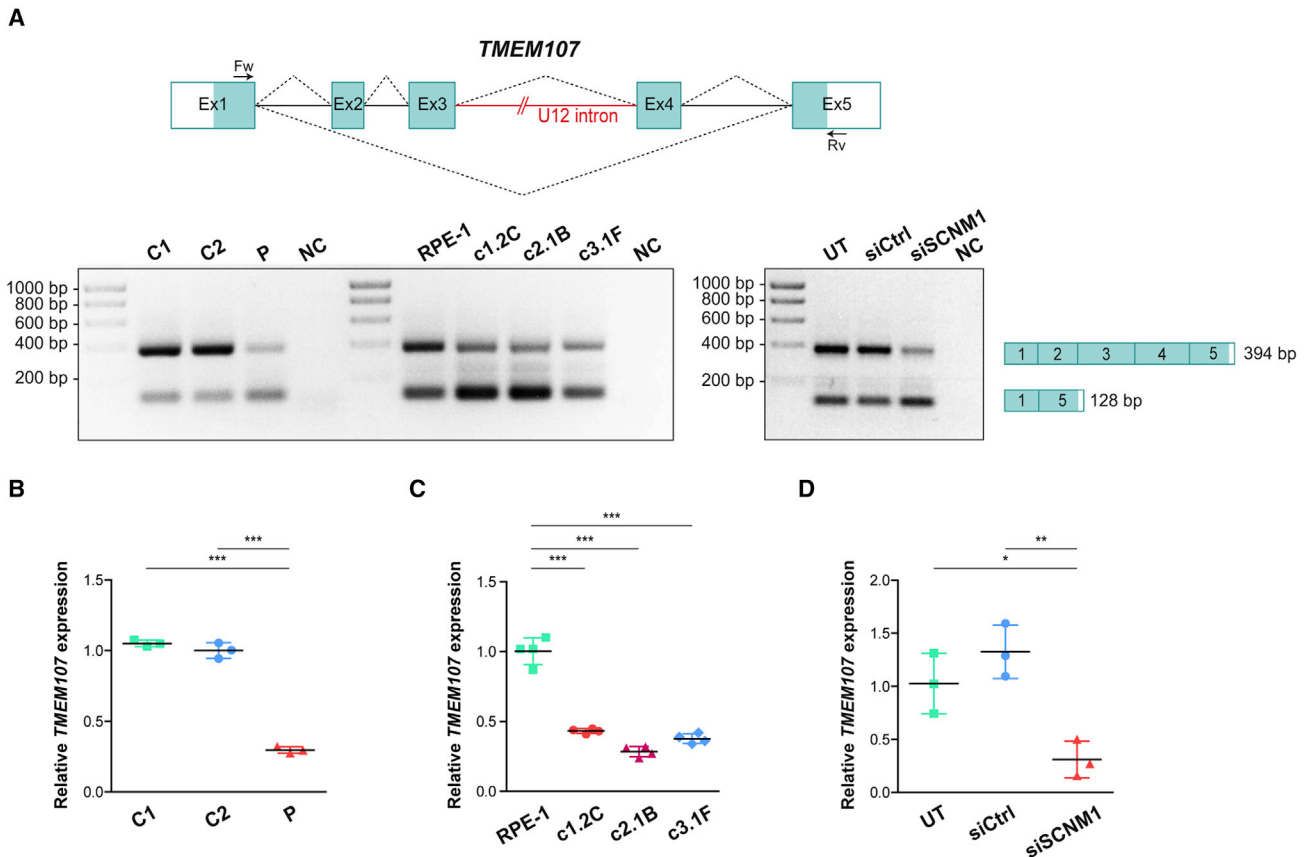 A
TMEM107
Fw
Ex1 Ex2 Ex3 Ex4 Ex5
U12 intron
Rv
C1 C2 P NC RPE-1 c1.2C c2.1B c3.1F NC
UT siCtrl siSCNM1 NC
1000 bp
800 bp
600 bp
400 bp
200 bp
1000 bp
800 bp
600 bp
400 bp
200 bp
1 2 3 4 5 394 bp
1 5 128 bp
B
Relative TMEM107 expression
***
***
1.5
1.0
0.5
0.0
C1 C2 P
C
Relative TMEM107 expression
***
***
***
1.5
1.0
0.5
0.0
RPE-1 c1.2C c2.1B c3.1F
D
Relative TMEM107 expression
**
*
2.0
1.5
1.0
0.5
0.0
UT siCtrl siSCNM1